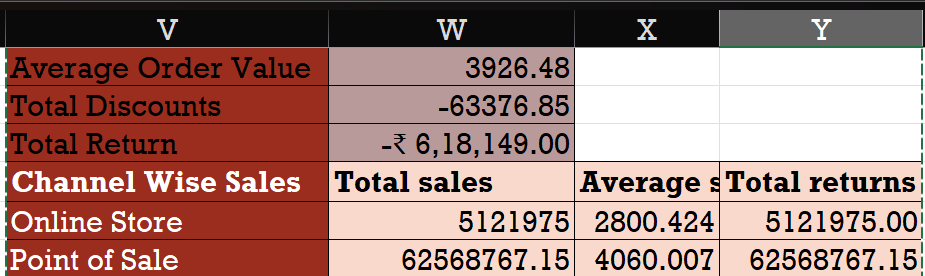 V W X Y
Average Order Value 3926.48
Total Discounts -63376.85
Total Return -₹ 6,18,149.00
Channel Wise Sales Total sales Average s Total returns
Online Store 5121975 2800.424 5121975.00
Point of Sale 62568767.15 4060.007 62568767.15